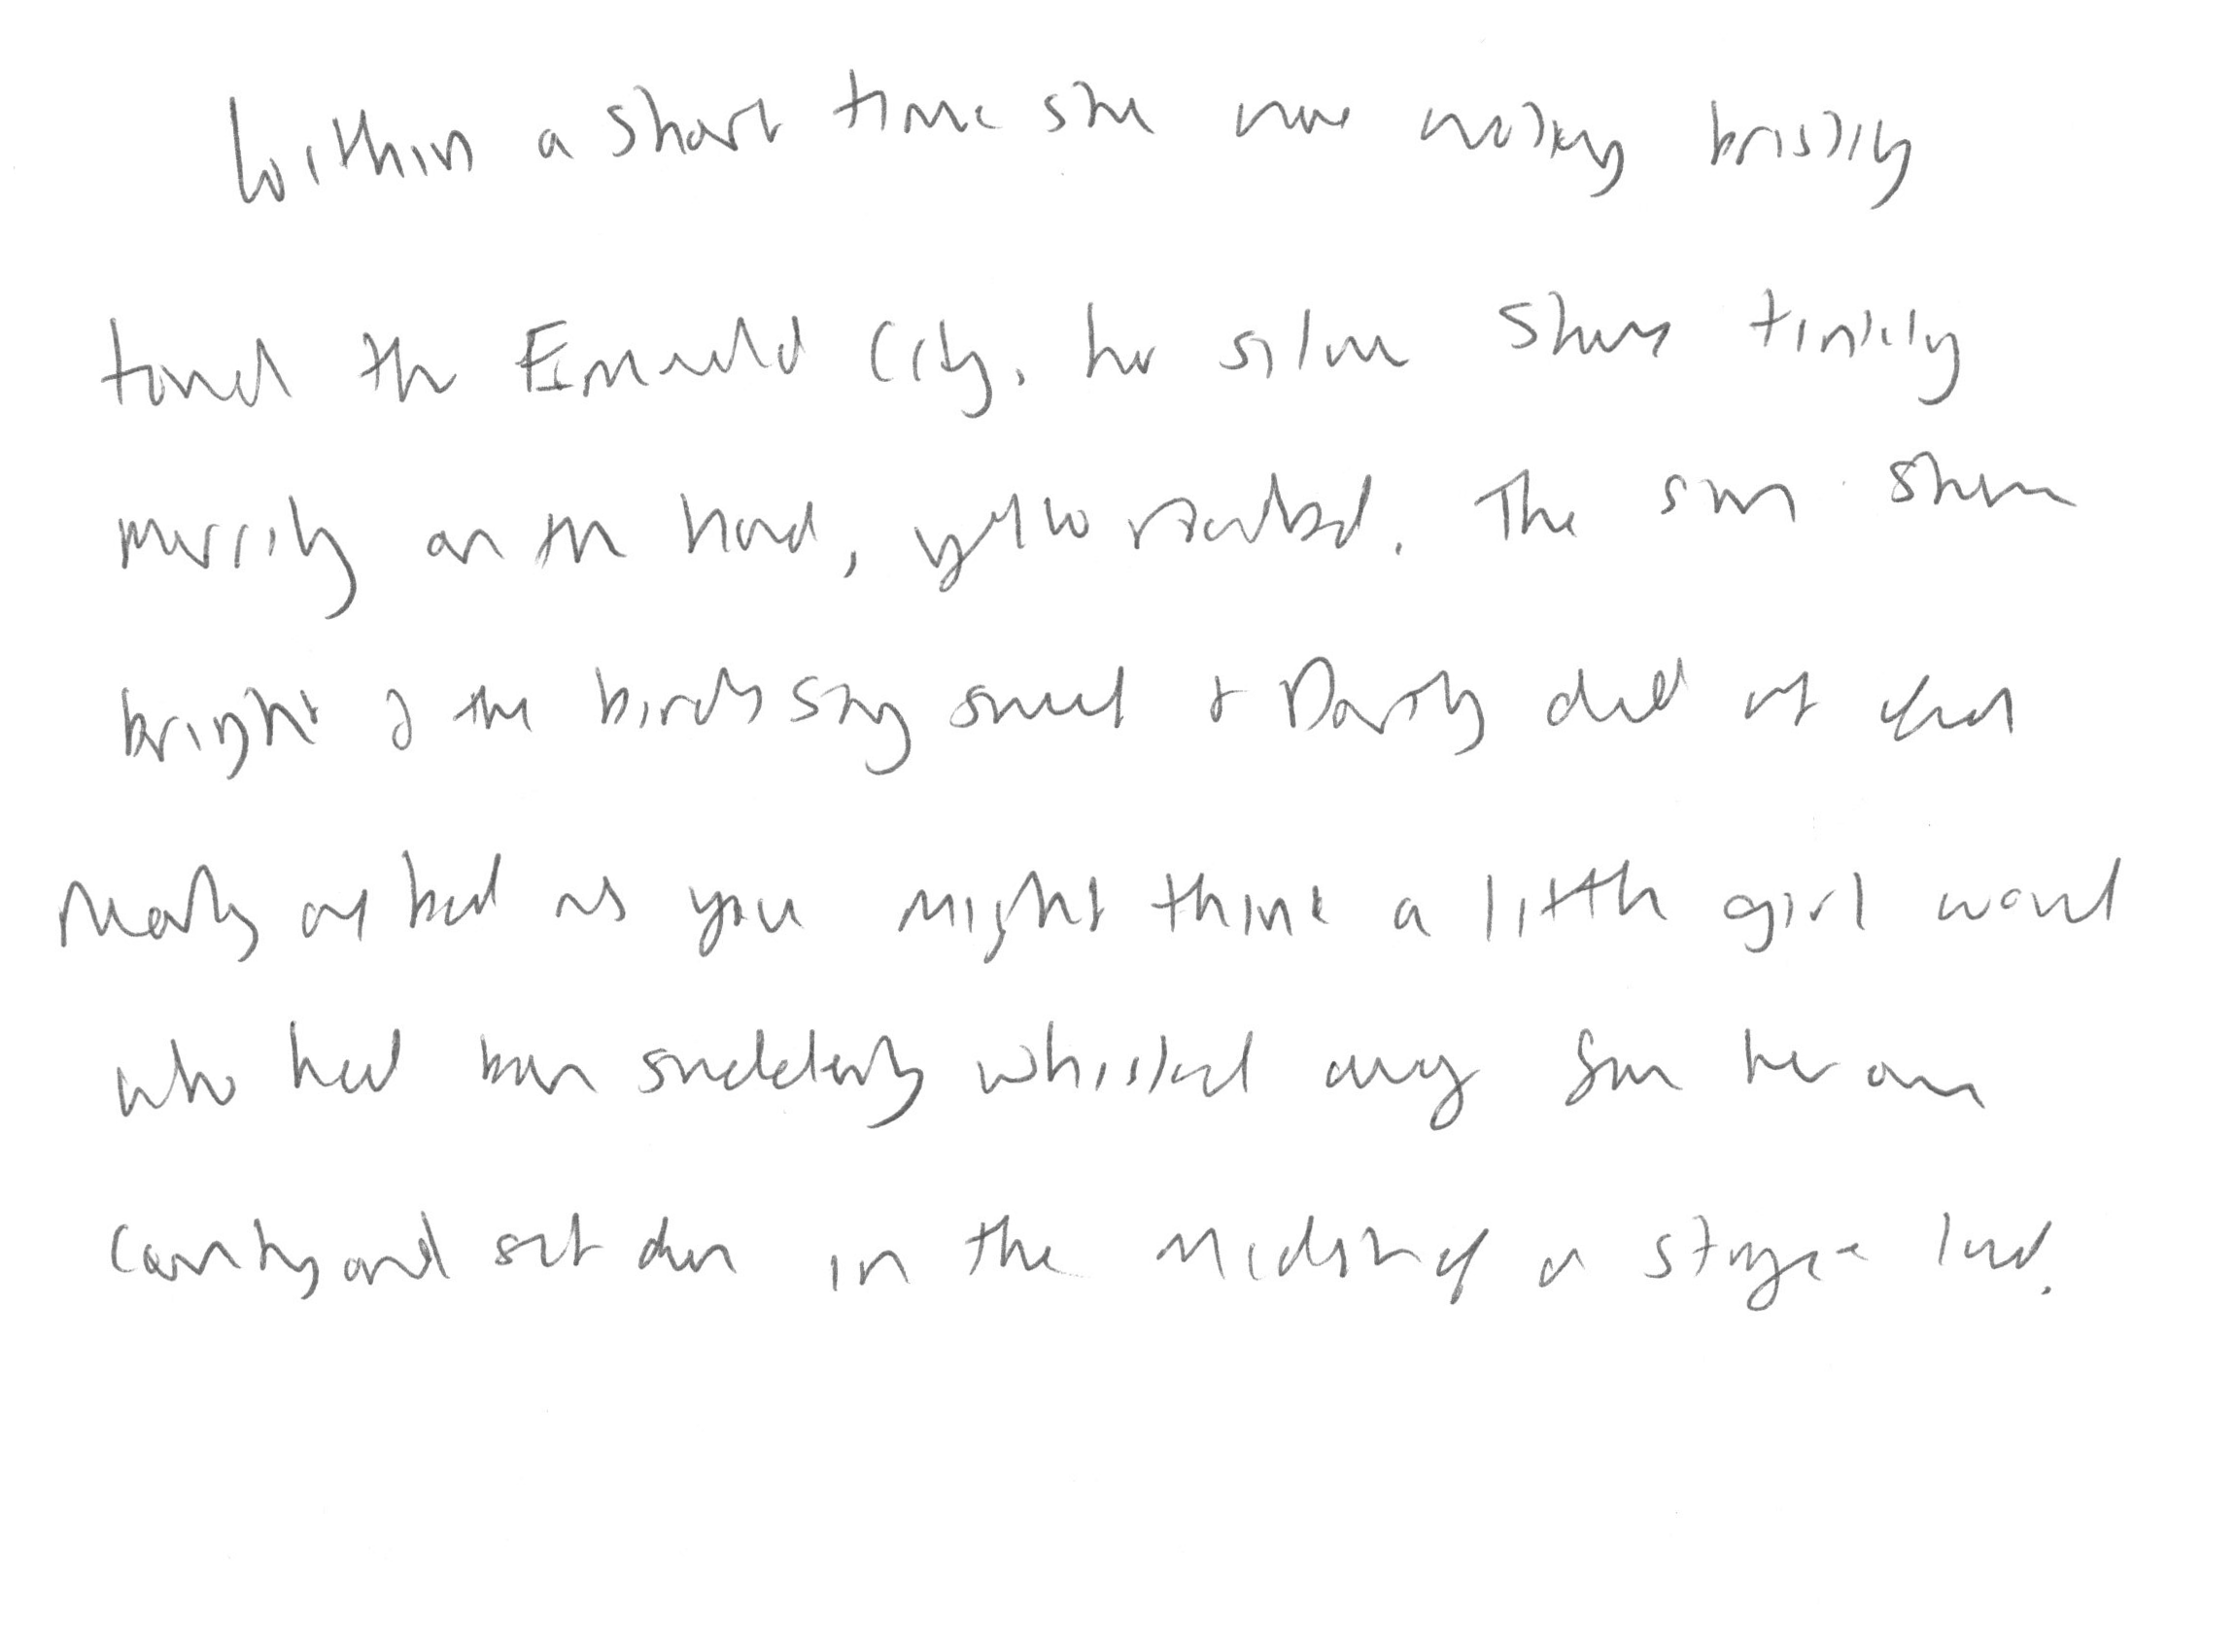 Within a short time she was walking briskly
toward the Emerald City, her silver shoes tinkling
merrily on the hard, yellow roadbed. The sun shone
bright & the birds sang sweet & Dorothy did not feel
nearly as bad as you might think a little girl would
who had been suddenly whisked away from her own
country and set down in the midst of a strange land.